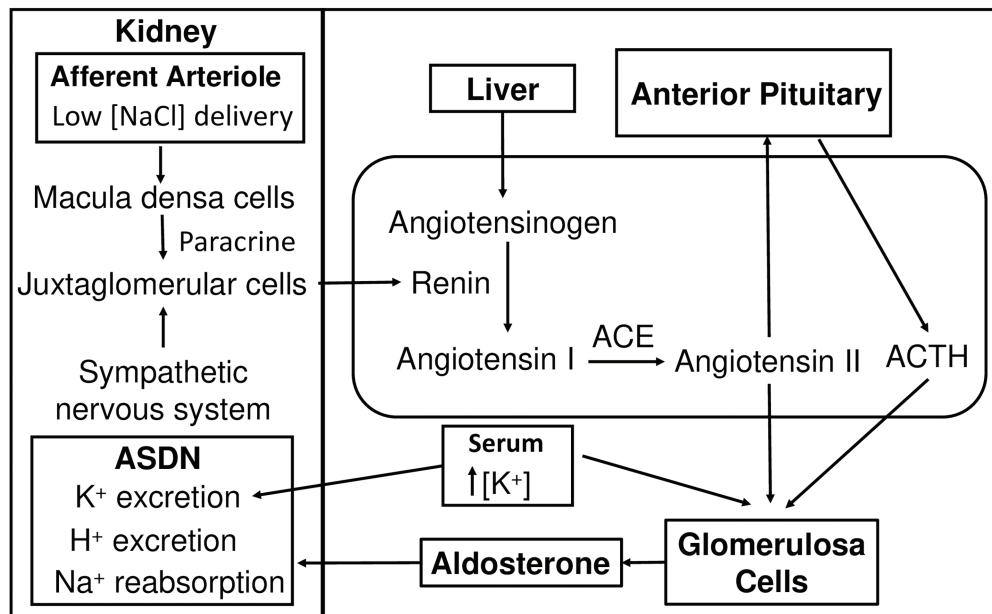 Kidney
Afferent Arteriole
Low [NaCl] delivery
Macula densa cells
Paracrine
Juxtaglomerular cells
Sympathetic
nervous system
ASDN
K⁺ excretion
H⁺ excretion
Na⁺ reabsorption
Liver
Anterior Pituitary
Angiotensinogen
Renin
Angiotensin I
ACE
Angiotensin II
ACTH
Serum
↑[K⁺]
Aldosterone
Glomerulosa
Cells